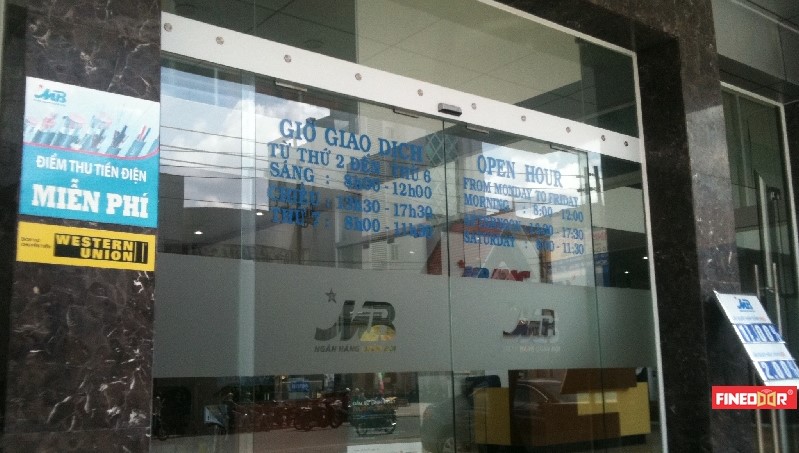 MB
ĐIỂM THU TIỀN ĐIỆN
MIỄN PHÍ
WESTERN
UNION
GIỜ GIAO DỊCH
TỪ THỨ 2 ĐẾN THỨ 6
SÁNG : 8h00 - 12h00
CHIỀU : 13h30 - 17h30
THỨ 7 : 8h00 - 11h30
OPEN HOUR
FROM MONDAY TO FRIDAY
MORNING : 8:00 - 12:00
AFTERNOON : - 17:30
SATURDAY : 8:00 - 11:30
MB
NGÂN HÀNG QUÂN ĐỘI
MB
MB
FINEDOOR